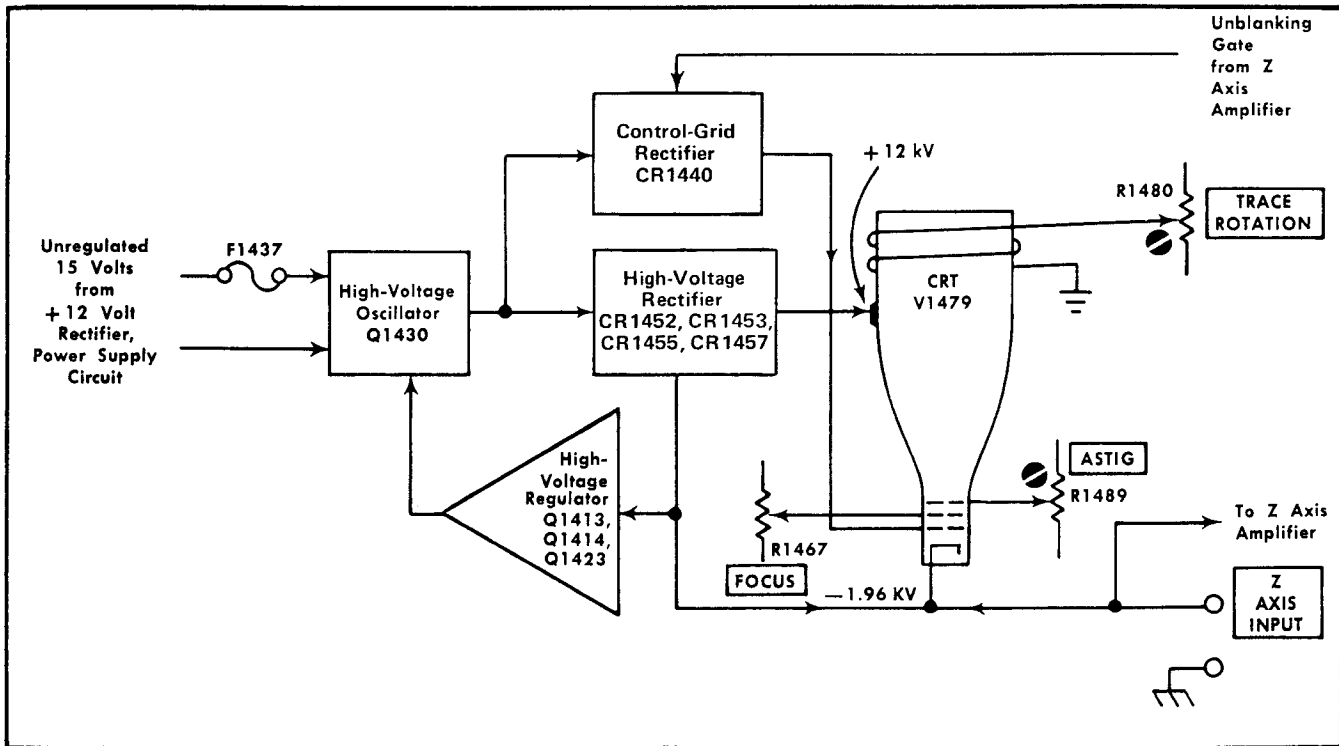 Unblanking
Gate
from Z
Axis
Amplifier
Control-Grid
Rectifier
CR1440
+ 12 kV
R1480
TRACE
ROTATION
Unregulated
15 Volts
from
+ 12 Volt
Rectifier,
Power Supply
Circuit
F1437
High-Voltage
Oscillator
Q1430
High-Voltage
Rectifier
CR1452, CR1453,
CR1455, CR1457
CRT
V1479
High-
Voltage
Regulator
Q1413,
Q1414,
Q1423
R1467
FOCUS
ASTIG
R1489
To Z Axis
Amplifier
—1.96 KV
Z
AXIS
INPUT